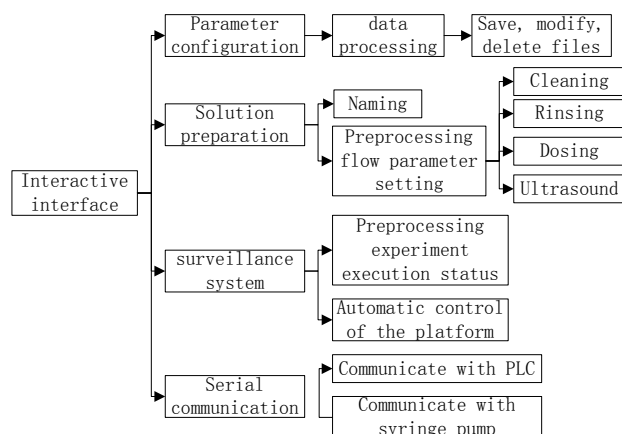 Parameter
configuration
data
processing
Save, modify,
delete files
Solution
preparation
Naming
Preprocessing
flow parameter
setting
Cleaning
Rinsing
Dosing
Ultrasound
Interactive
interface
surveillance
system
Preprocessing
experiment
execution status
Automatic control
of the platform
Serial
communication
Communicate with PLC
Communicate with
syringe pump